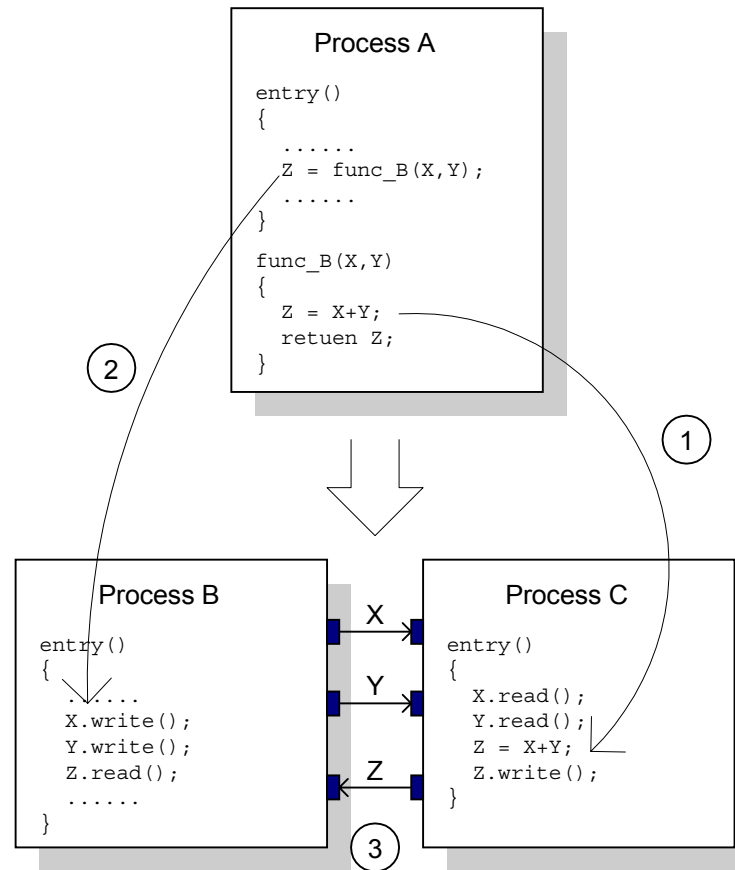 Process A
entry()
{
......
Z = func_B(X,Y);
......
}
func_B(X,Y)
{
Z = X+Y;
retuen Z;
}
2
1
Process B
entry()
{
......
X.write();
Y.write();
Z.read();
......
}
X
Y
Z
3
Process C
entry()
{
X.read();
Y.read();
Z = X+Y;
Z.write();
}